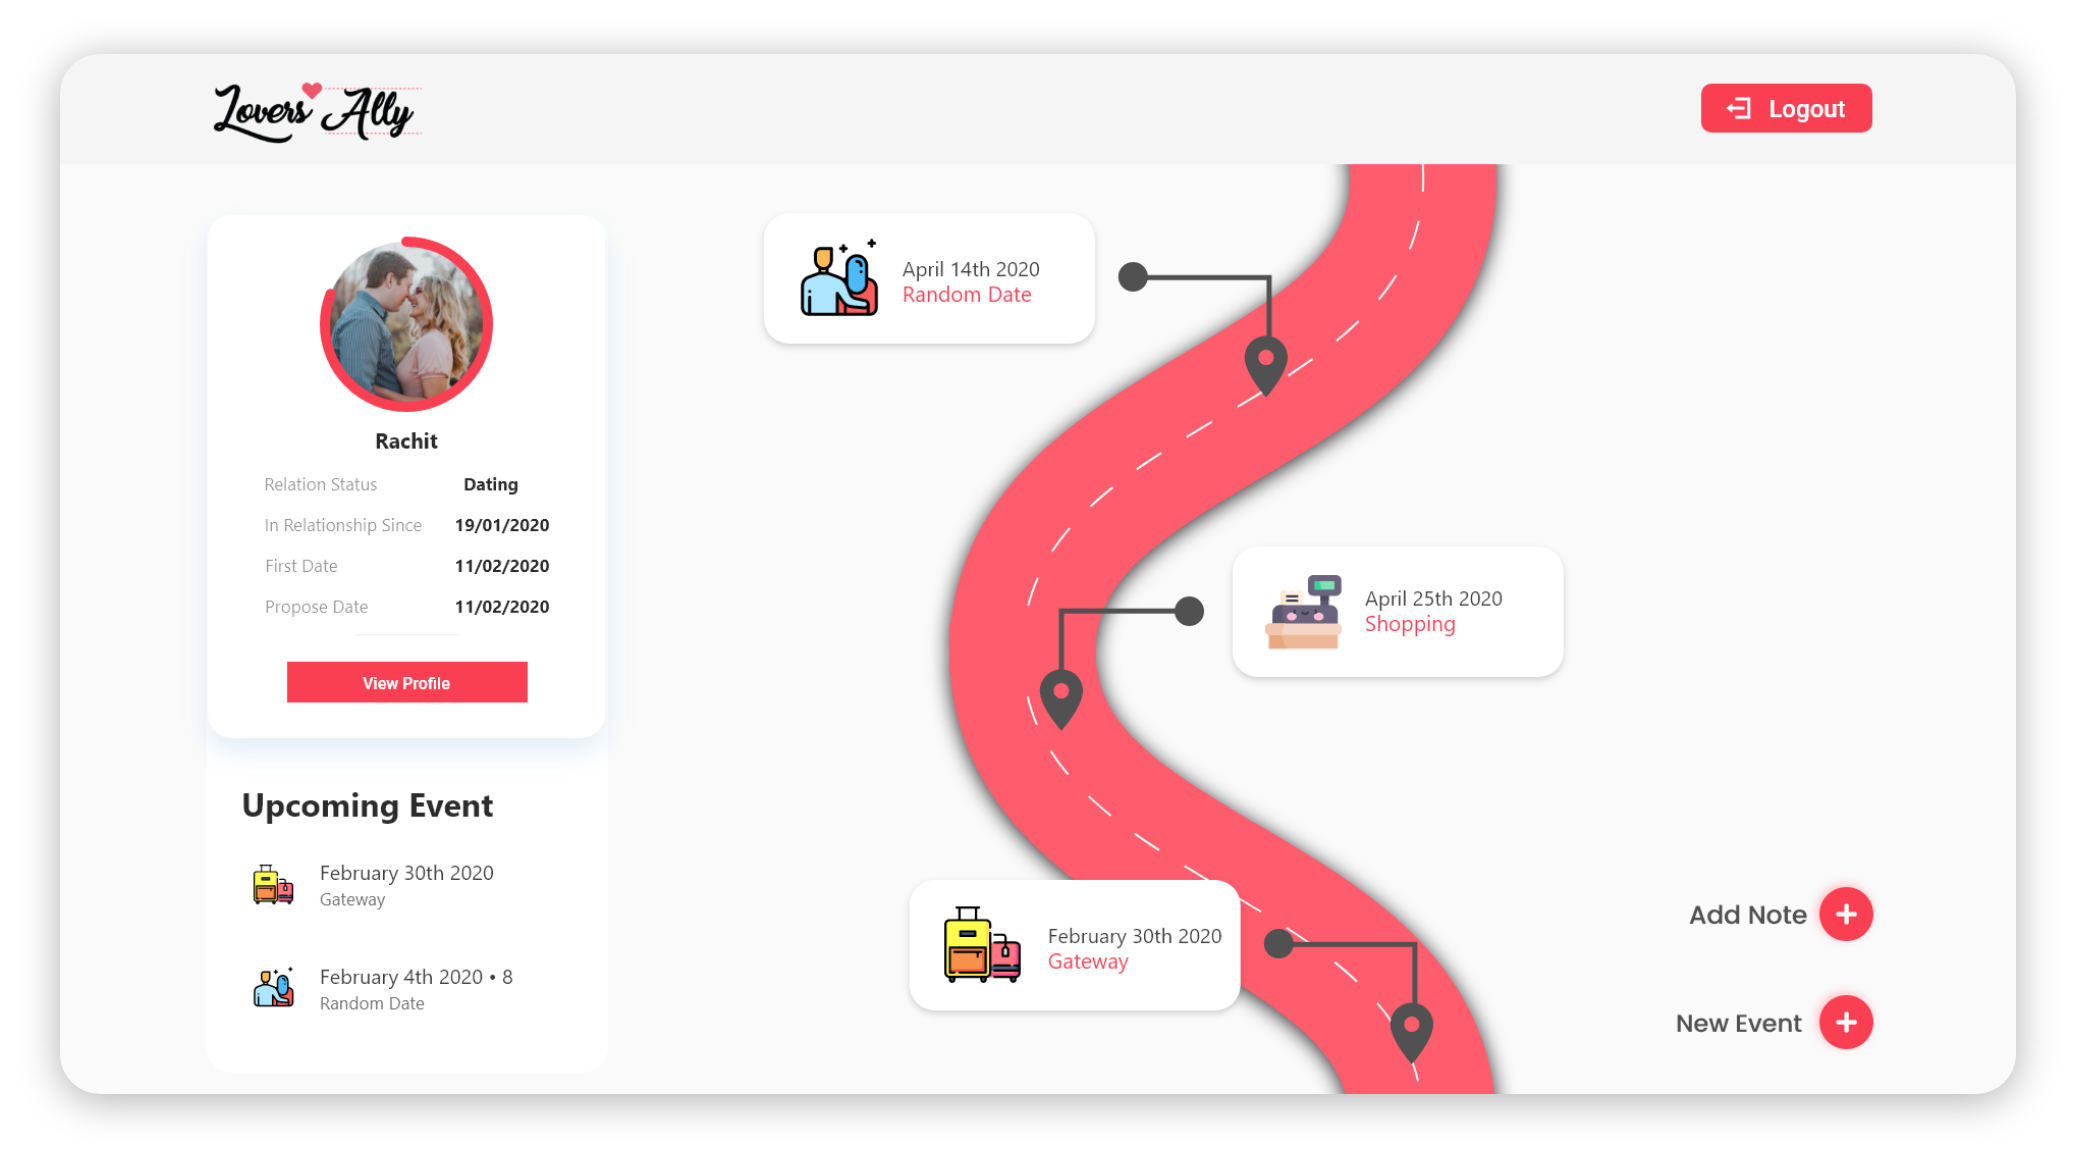 Lovers Ally
Logout
Rachit
Relation Status Dating
In Relationship Since 19/01/2020
First Date 11/02/2020
Propose Date 11/02/2020
View Profile
Upcoming Event
February 30th 2020
Gateway
February 4th 2020 • 8
Random Date
April 14th 2020
Random Date
April 25th 2020
Shopping
February 30th 2020
Gateway
Add Note
New Event